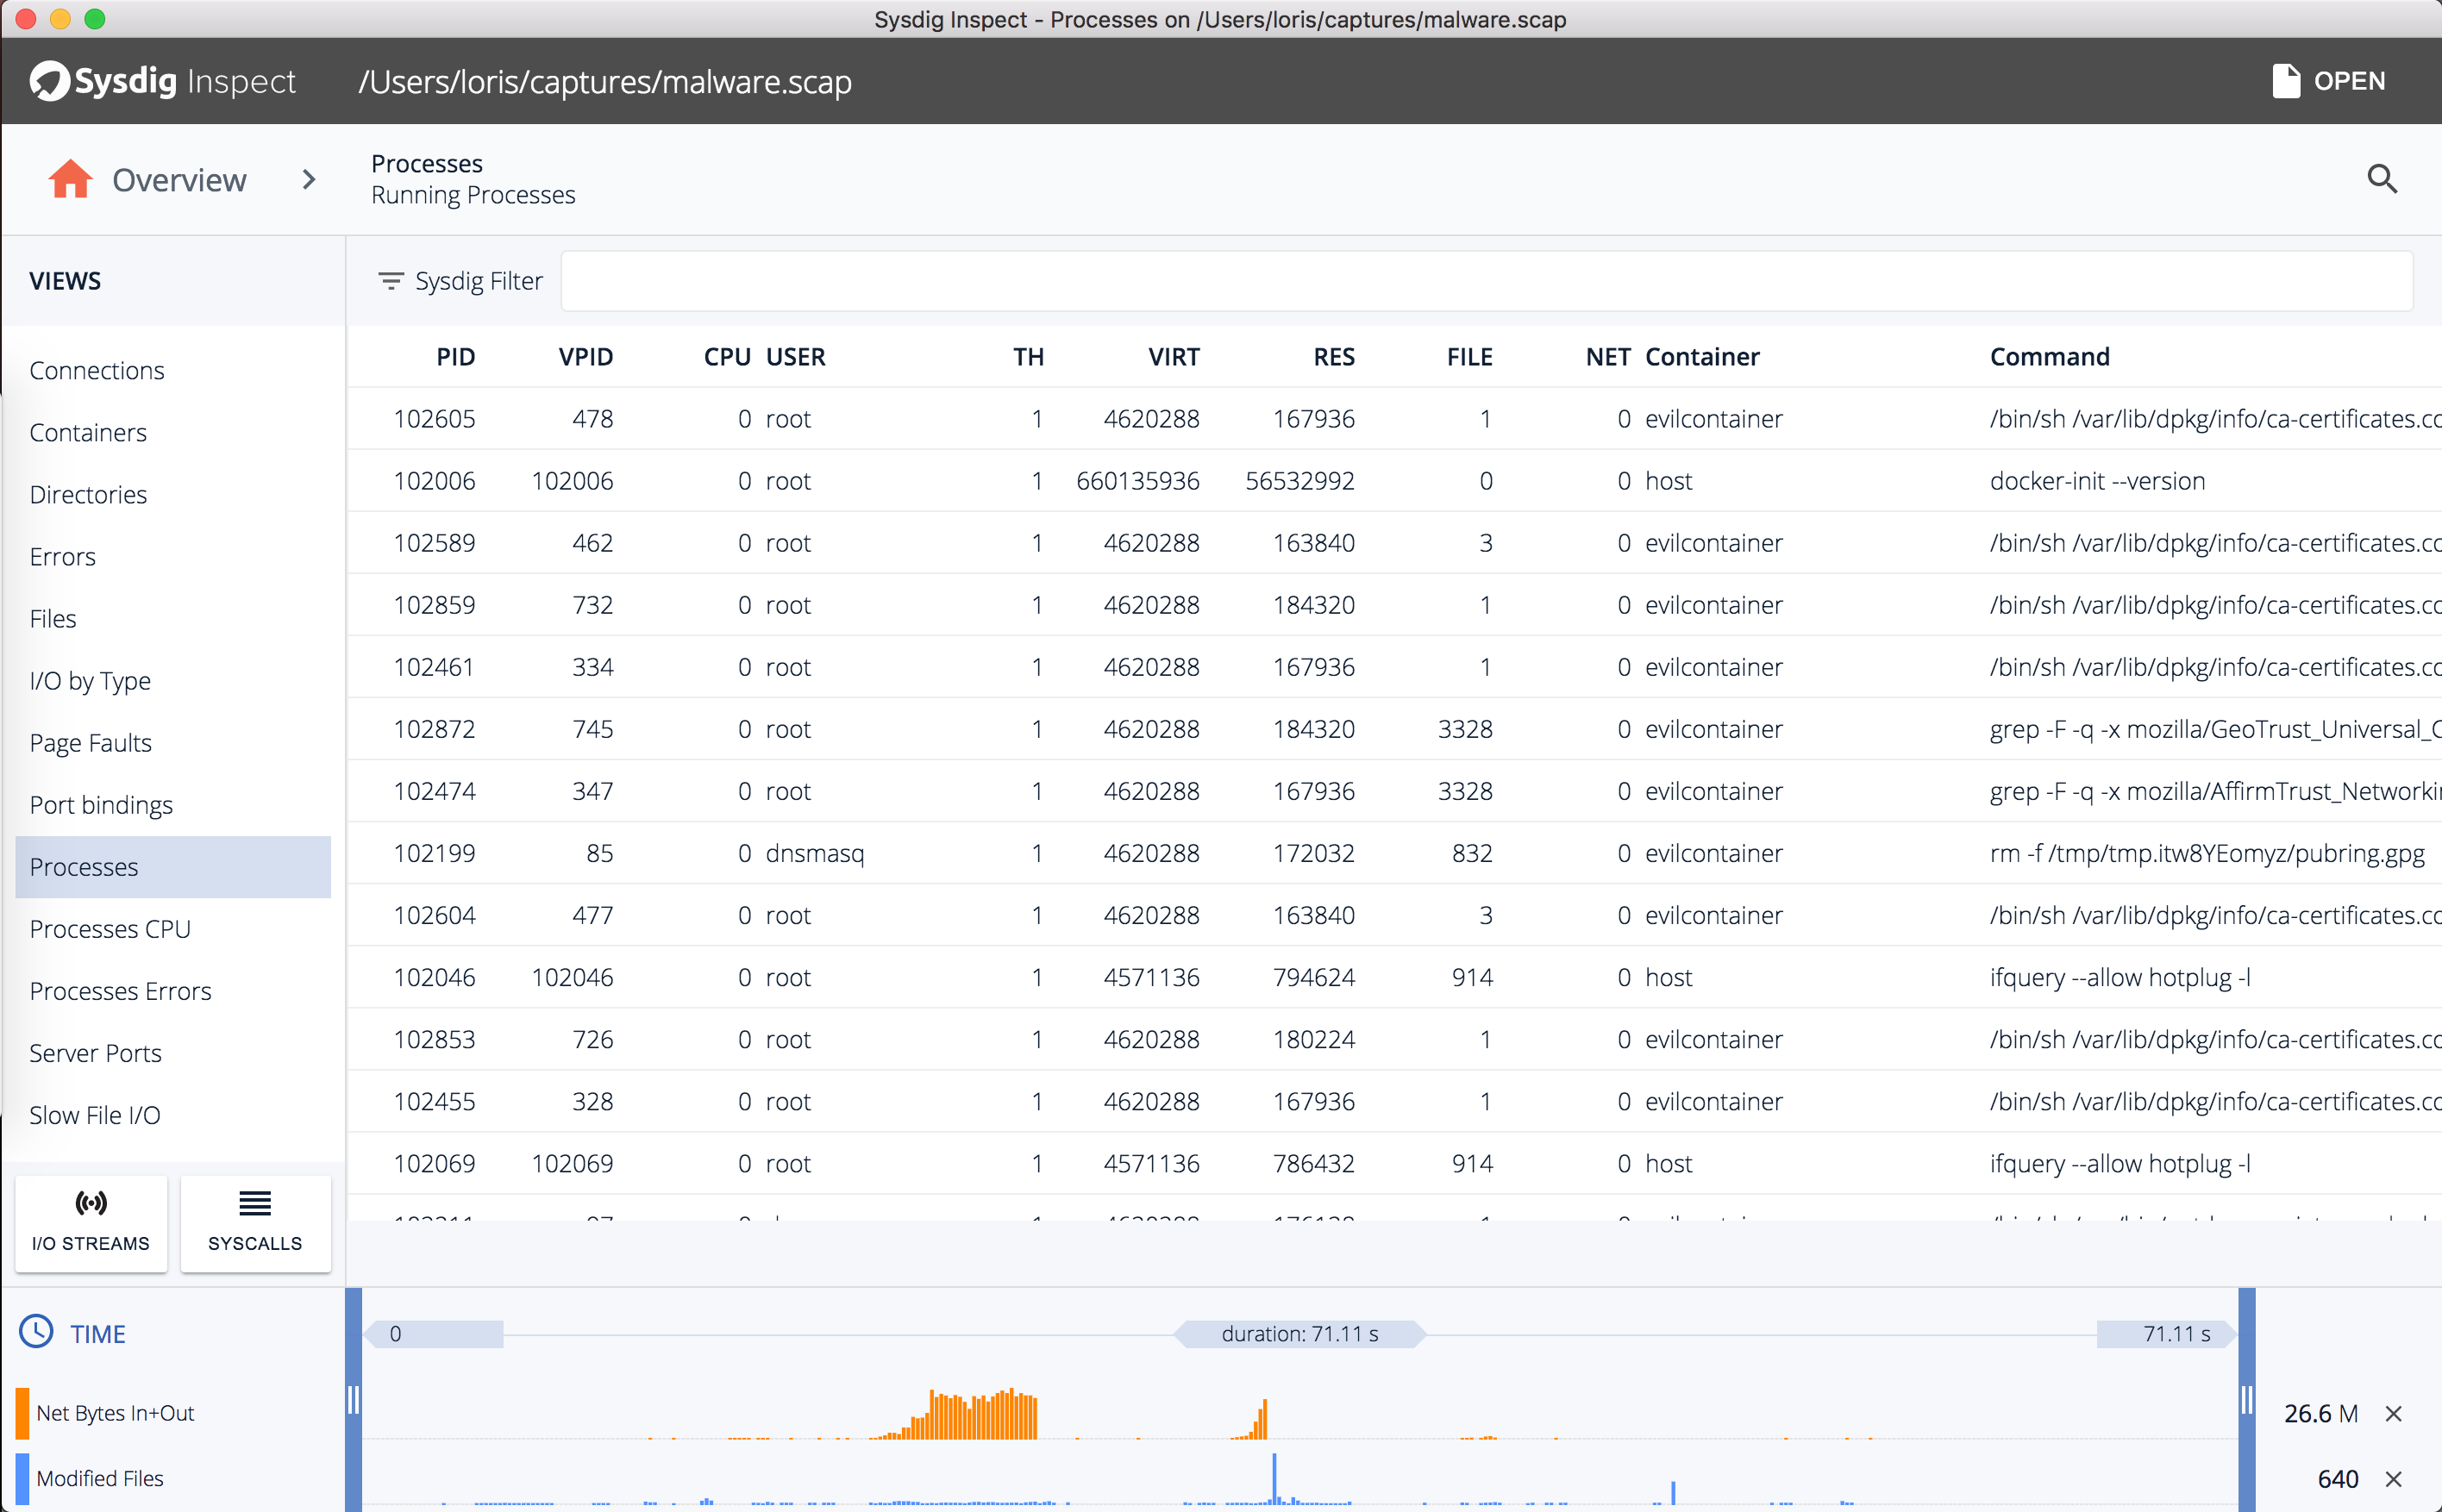 Sysdig Inspect - Processes on /Users/loris/captures/malware.scap
Sysdig Inspect /Users/loris/captures/malware.scap OPEN
Overview
Processes
Running Processes
VIEWS
Connections
Containers
Directories
Errors
Files
I/O by Type
Page Faults
Port bindings
Processes
Processes CPU
Processes Errors
Server Ports
Slow File I/O
I/O STREAMS SYSCALLS
Sysdig Filter
PID VPID CPU USER TH VIRT RES FILE NET Container Command
102605 478 0 root 1 4620288 167936 1 0 evilcontainer /bin/sh /var/lib/dpkg/info/ca-certificates.cc
102006 102006 0 root 1 660135936 56532992 0 0 host docker-init --version
102589 462 0 root 1 4620288 163840 3 0 evilcontainer /bin/sh /var/lib/dpkg/info/ca-certificates.cc
102859 732 0 root 1 4620288 184320 1 0 evilcontainer /bin/sh /var/lib/dpkg/info/ca-certificates.cc
102461 334 0 root 1 4620288 167936 1 0 evilcontainer /bin/sh /var/lib/dpkg/info/ca-certificates.cc
102872 745 0 root 1 4620288 184320 3328 0 evilcontainer grep -F -q -x mozilla/GeoTrust_Universal_C
102474 347 0 root 1 4620288 167936 3328 0 evilcontainer grep -F -q -x mozilla/AffirmTrust_Networkin
102199 85 0 dnsmasq 1 4620288 172032 832 0 evilcontainer rm -f /tmp/tmp.itw8YEomyz/pubring.gpg
102604 477 0 root 1 4620288 163840 3 0 evilcontainer /bin/sh /var/lib/dpkg/info/ca-certificates.cc
102046 102046 0 root 1 4571136 794624 914 0 host ifquery --allow hotplug -l
102853 726 0 root 1 4620288 180224 1 0 evilcontainer /bin/sh /var/lib/dpkg/info/ca-certificates.cc
102455 328 0 root 1 4620288 167936 1 0 evilcontainer /bin/sh /var/lib/dpkg/info/ca-certificates.cc
102069 102069 0 root 1 4571136 786432 914 0 host ifquery --allow hotplug -l
TIME
0 duration: 71.11 s 71.11 s
Net Bytes In+Out 26.6 M
Modified Files 640